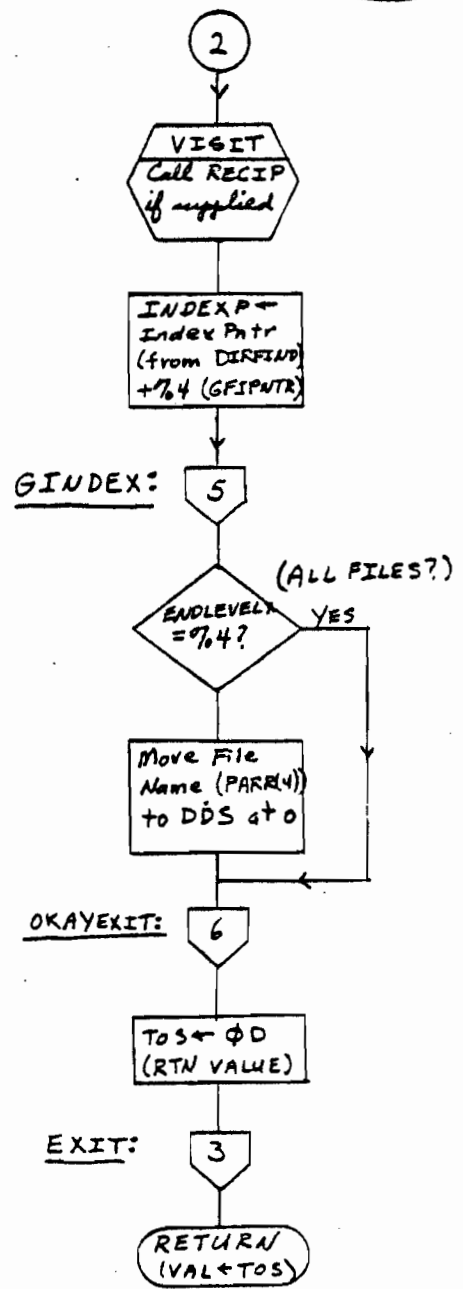 2
VISIT
Call RECIP
if supplied
INDEXP ←
Index Pntr
(from DIRFIND)
+%4 (GFIPNTR)
GINDEX:
5
(ALL FILES?)
ENDLEVELX
=%4?
YES
Move File
Name (PARR(4))
to DDS at 0
OKAYEXIT:
6
TOS← ØD
(RTN VALUE)
EXIT:
3
RETURN
(VAL←TOS)